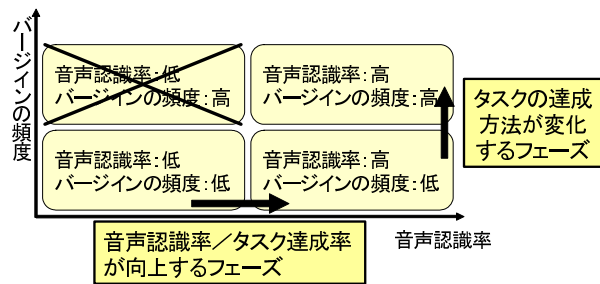 バージインの頻度
音声認識率:低
バージインの頻度:高
音声認識率:高
バージインの頻度:高
タスクの達成
方法が変化
するフェーズ
音声認識率:低
バージインの頻度:低
音声認識率:高
バージインの頻度:低
音声認識率/タスク達成率
が向上するフェーズ
音声認識率